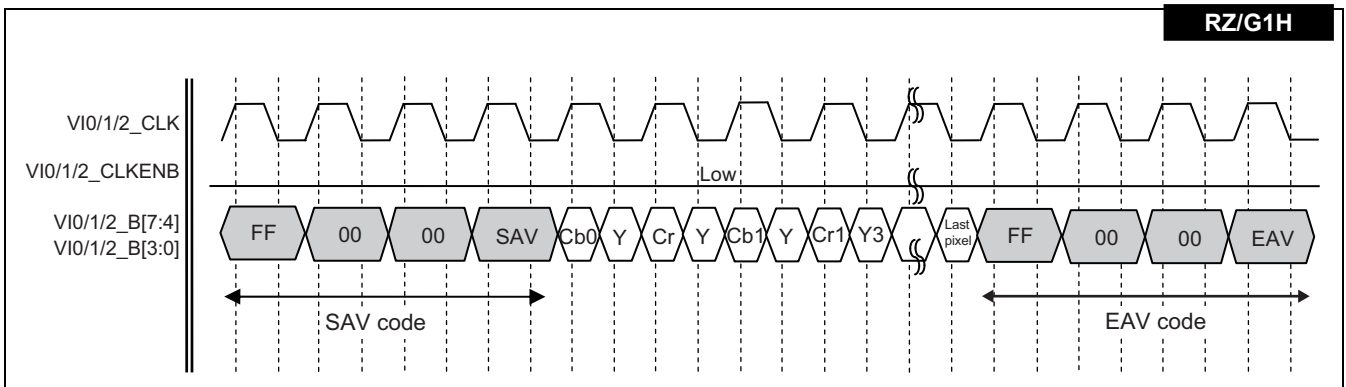 RZ/G1H
VI0/1/2_CLK
VI0/1/2_CLKENB
Low
VI0/1/2_B[7:4]
VI0/1/2_B[3:0]
FF 00 00 SAV Cb0 Y Cr Y Cb1 Y Cr1 Y3 Last pixel FF 00 00 EAV
SAV code
EAV code